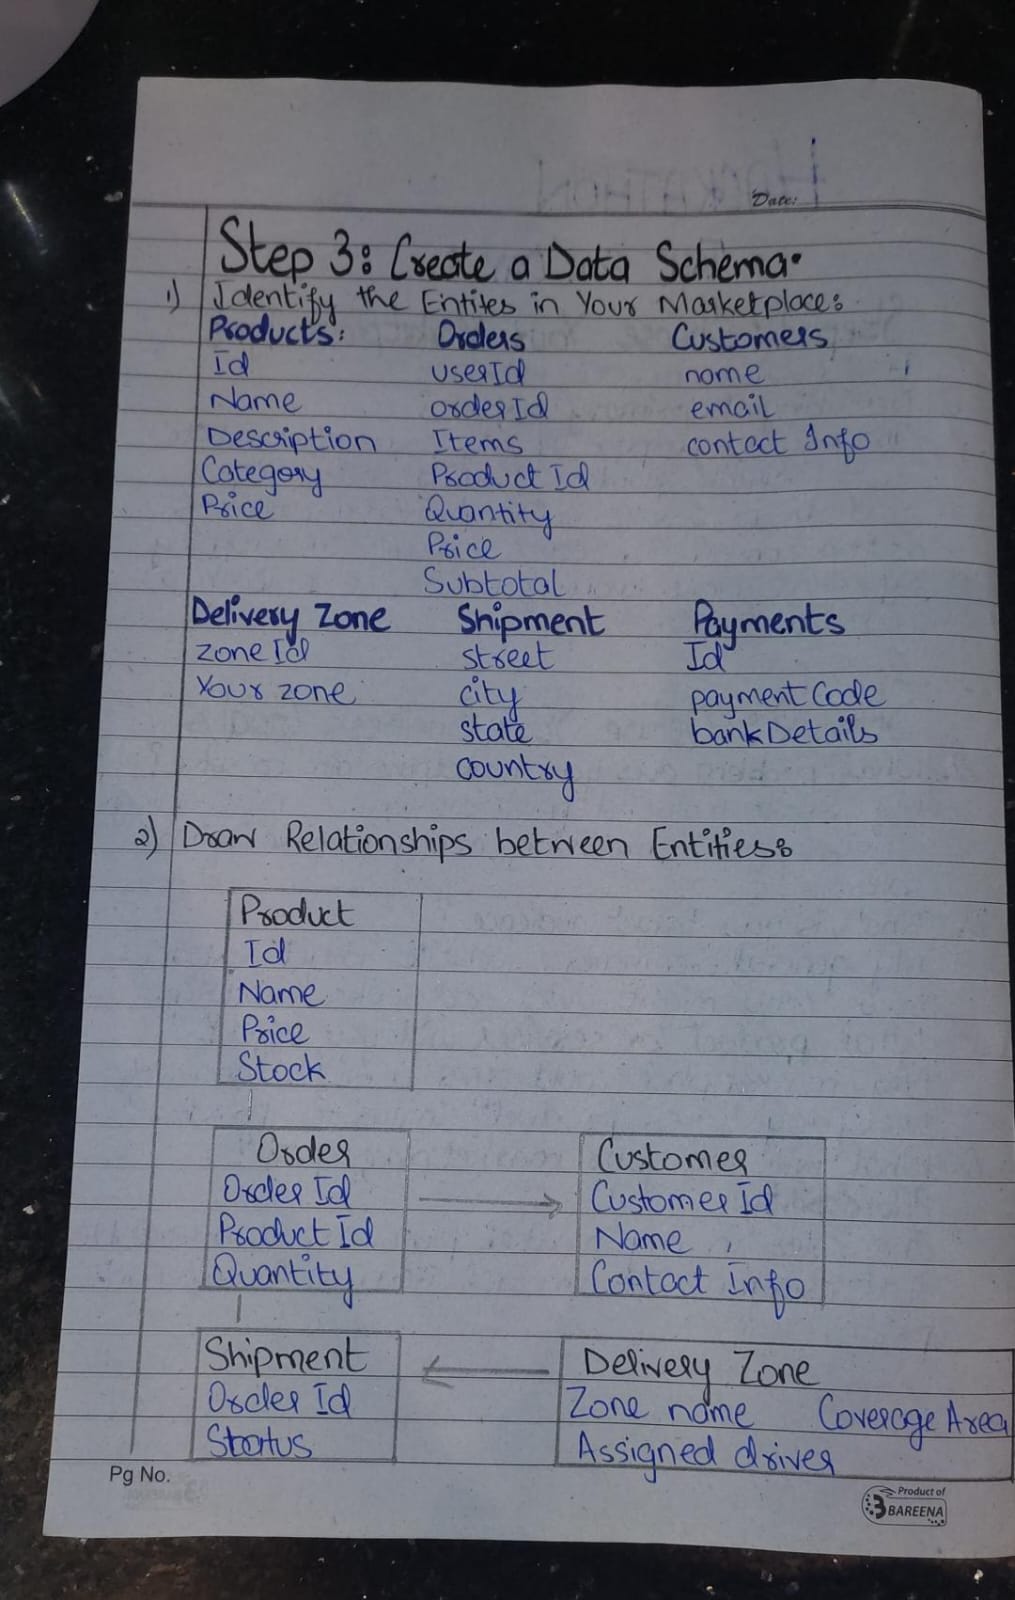 HACKATHON
Date:
Step 3: Create a Data Schema.
1) Identify the Entites in Your Marketplace:
Products: Orders Customers
Id userId name
Name orderId email
Description Items contact Info
Category Product Id
Price Quantity
Price
Subtotal
Delivery Zone Shipment Payments
zone Id street Id
Your zone city payment Code
state bankDetails
country
2) Draw Relationships between Entities:
Product
Id
Name
Price
Stock
Order Customer
Order Id Customer Id
Product Id Name
Quantity Contact Info
Shipment Delivery Zone
Order Id Zone name Coverage Area
Status Assigned driver
Pg No.
Product of
BAREENA